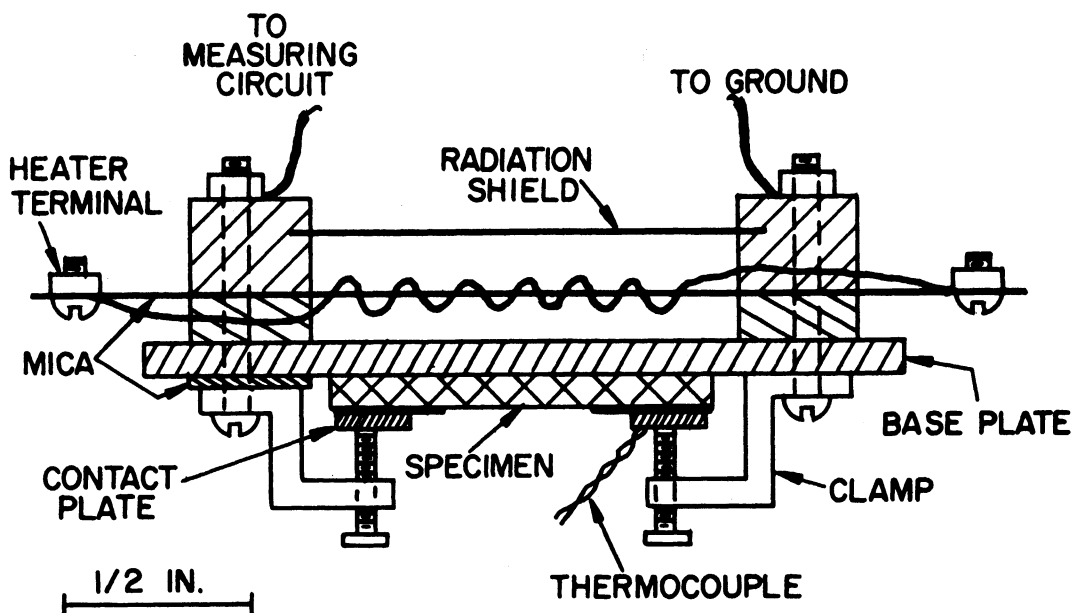 TO
MEASURING
CIRCUIT
TO GROUND
HEATER
TERMINAL
RADIATION
SHIELD
MICA
BASE PLATE
CONTACT
PLATE
SPECIMEN
CLAMP
THERMOCOUPLE
1/2 IN.